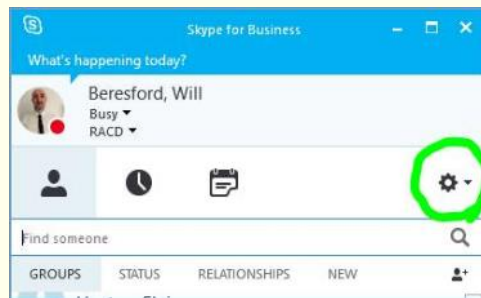 Skype for Business
What's happening today?
Beresford, Will
Busy
RACD
Find someone
GROUPS STATUS RELATIONSHIPS NEW